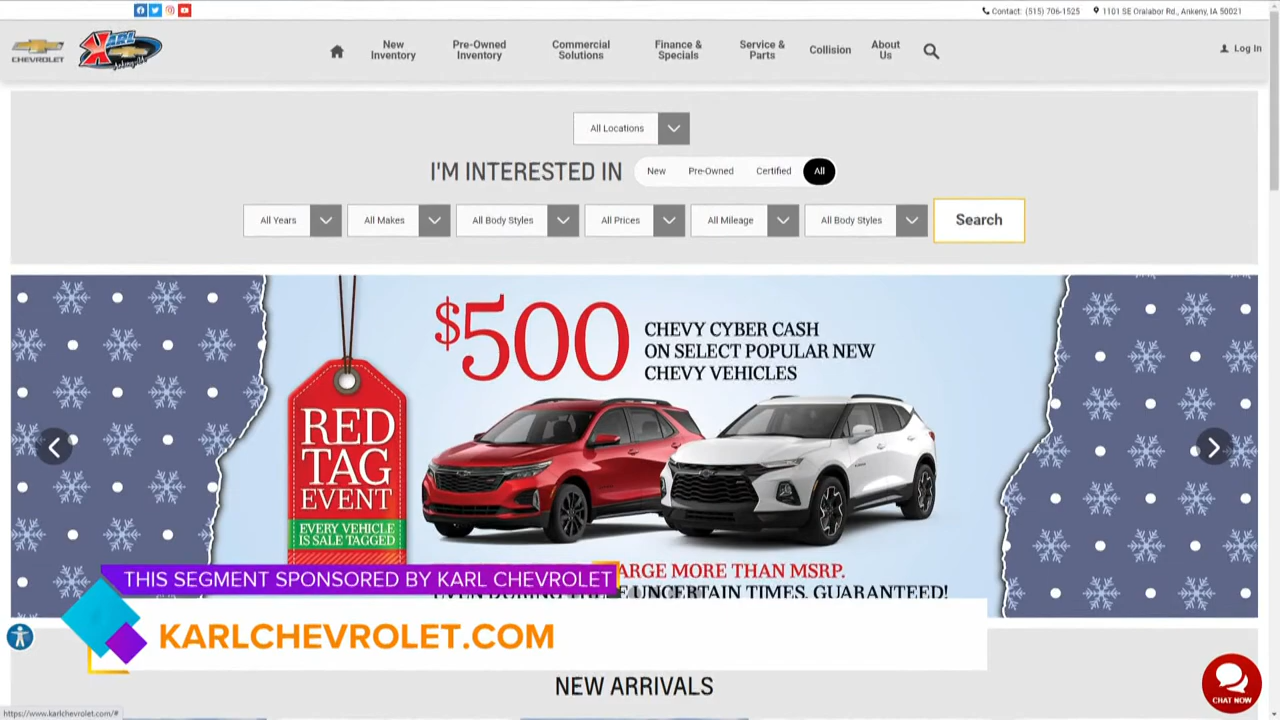 Contact: (515) 706-1525
1101 SE Oralabor Rd., Ankeny, IA 50021
CHEVROLET
KARL
New Inventory
Pre-Owned Inventory
Commercial Solutions
Finance & Specials
Service & Parts
Collision
About Us
Log In
All Locations
I'M INTERESTED IN
New
Pre-Owned
Certified
All
All Years
All Makes
All Body Styles
All Prices
All Mileage
All Body Styles
Search
$500
CHEVY CYBER CASH
ON SELECT POPULAR NEW
CHEVY VEHICLES
RED
TAG
EVENT
EVERY VEHICLE
IS SALE TAGGED
ARGE MORE THAN MSRP.
UNCERTAIN TIMES, GUARANTEED!
THIS SEGMENT SPONSORED BY KARL CHEVROLET
KARLCHEVROLET.COM
NEW ARRIVALS
CHAT NOW
https://www.karlchevrolet.com/#